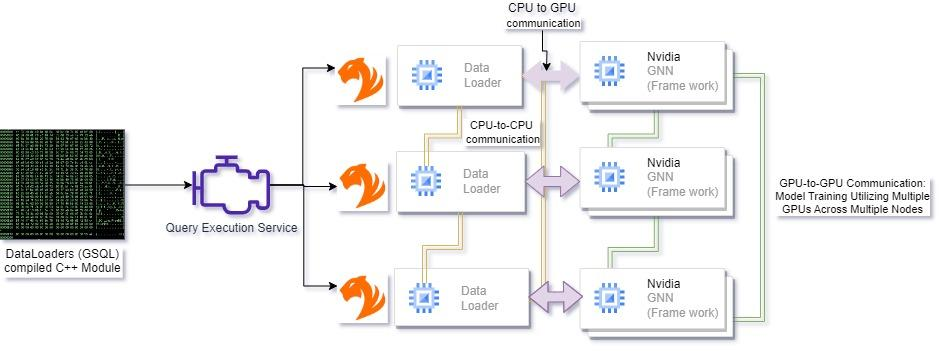 CPU to GPU
communication
Data
Loader
Nvidia
GNN
(Frame work)
CPU-to-CPU
communication
Data
Loader
Nvidia
GNN
(Frame work)
GPU-to-GPU Communication:
Model Training Utilizing Multiple
GPUs Across Multiple Nodes
Query Execution Service
DataLoaders (GSQL)
compiled C++ Module
Data
Loader
Nvidia
GNN
(Frame work)